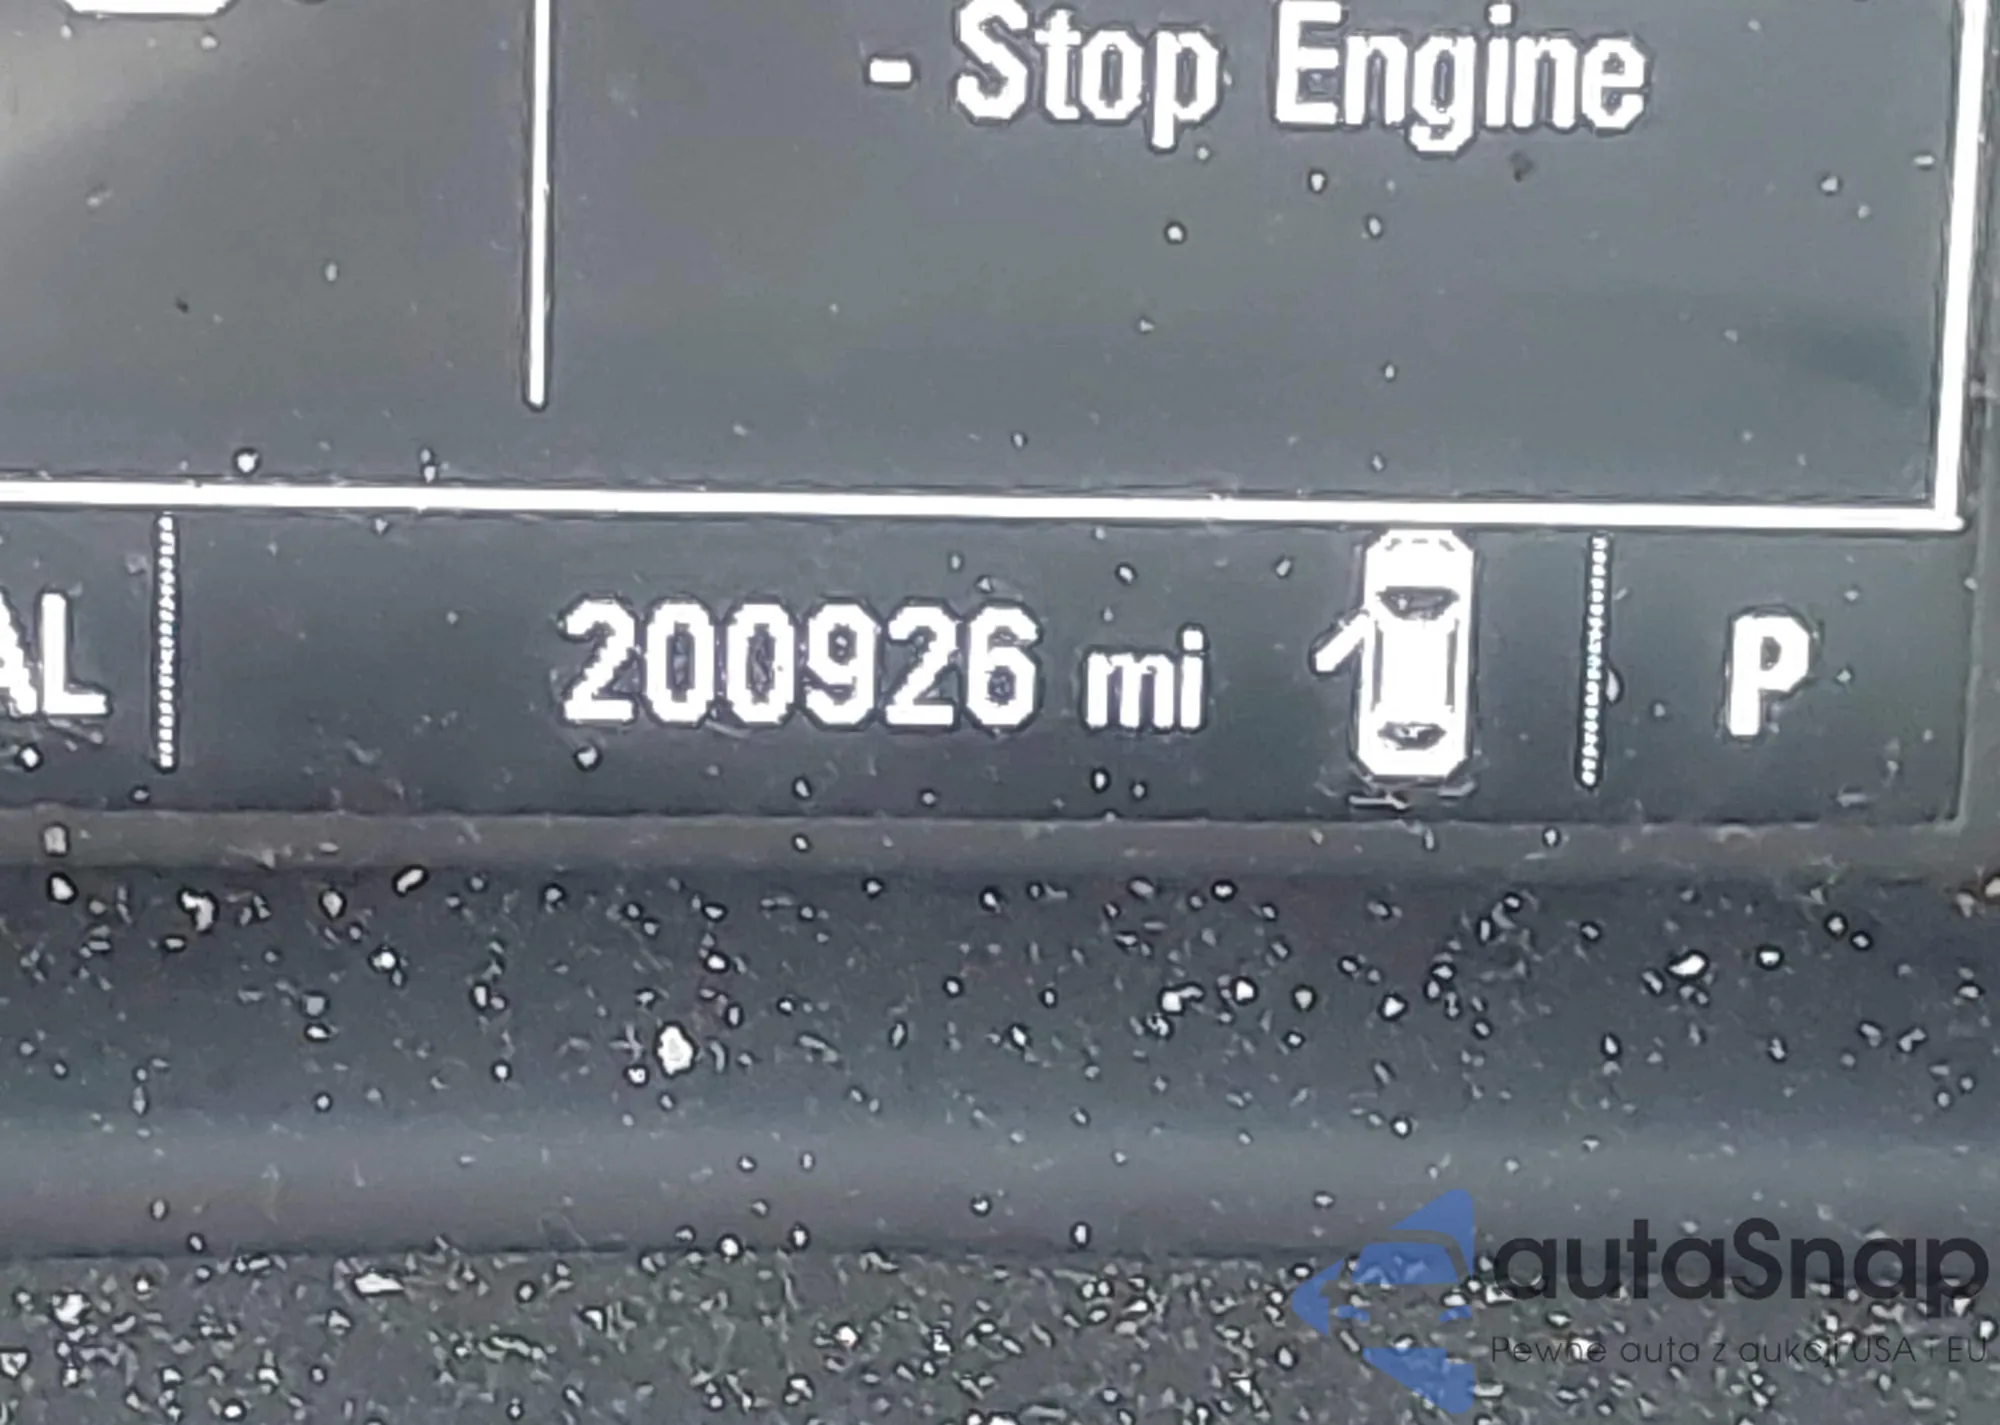 - Stop Engine
AL 200926 mi P
autaSnap
Pewne auta z aukcji USA i EU